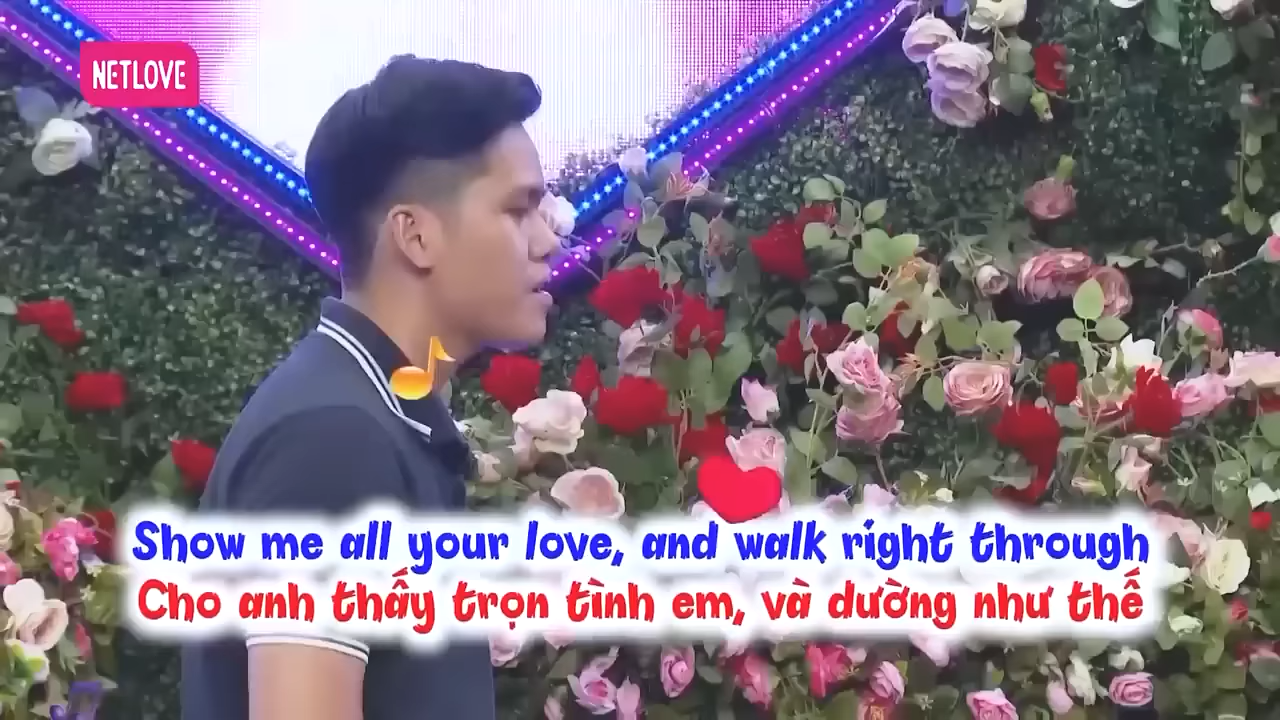 NETLOVE
Show me all your love, and walk right through
Cho anh thấy trọn tình em, và dường như thế